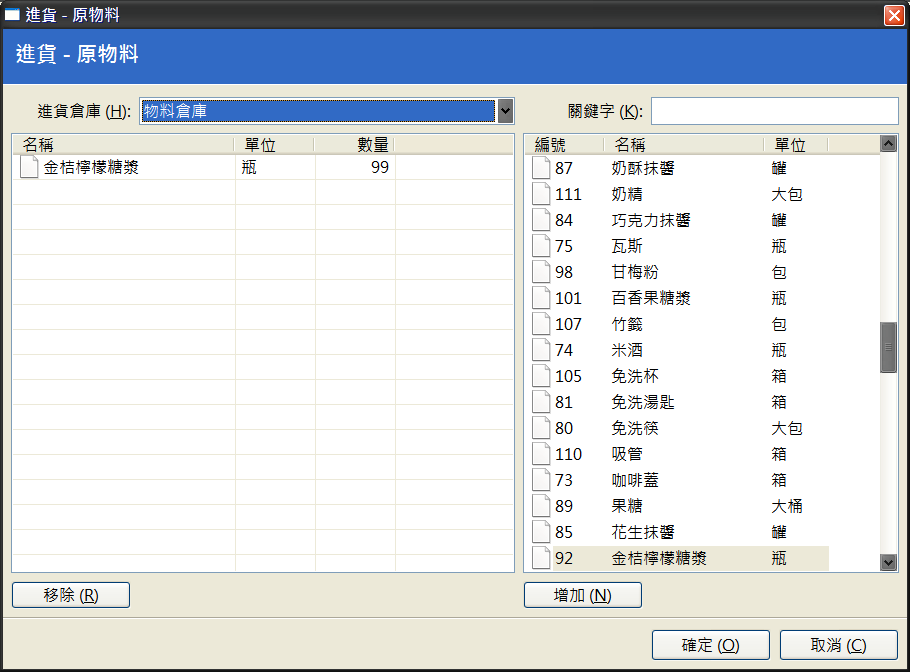 進貨 - 原物料
進貨 - 原物料
進貨倉庫 (H): 物料倉庫 關鍵字 (K):
名稱 單位 數量
金桔檸檬糖漿 瓶 99
編號 名稱 單位
87 奶酥抹醬 罐
111 奶精 大包
84 巧克力抹醬 罐
75 瓦斯 瓶
98 甘梅粉 包
101 百香果糖漿 瓶
107 竹籤 包
74 米酒 瓶
105 免洗杯 箱
81 免洗湯匙 箱
80 免洗筷 大包
110 吸管 箱
73 咖啡蓋 箱
89 果糖 大桶
85 花生抹醬 罐
92 金桔檸檬糖漿 瓶
移除 (R) 增加 (N)
確定 (O) 取消 (C)